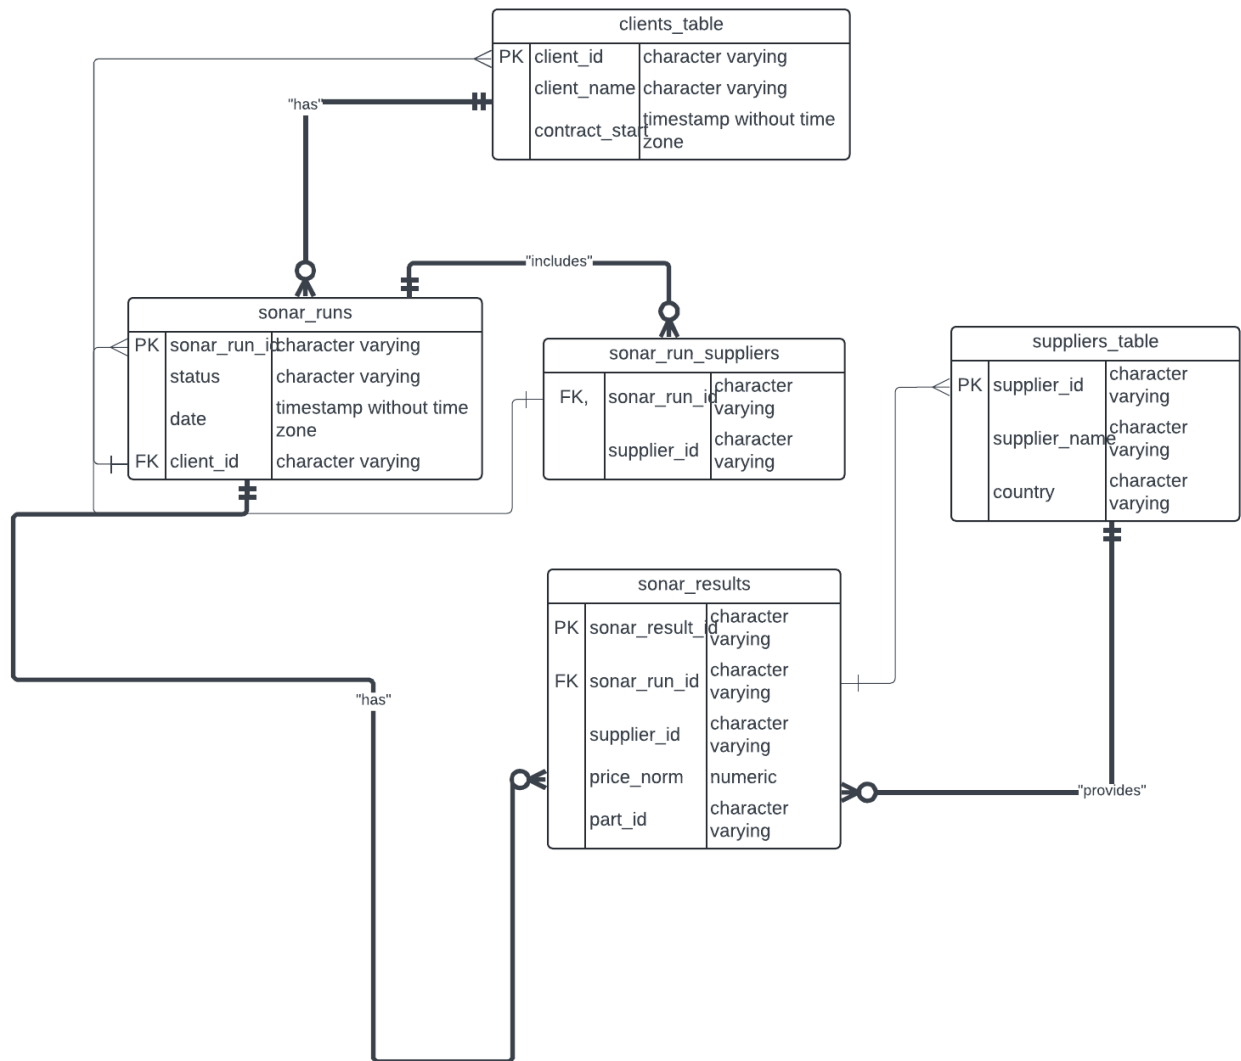 clients_table
PK client_id character varying
client_name character varying
contract_start timestamp without time
zone
"has"
"includes"
sonar_runs
PK sonar_run_id character varying
status character varying
date timestamp without time
zone
FK client_id character varying
sonar_run_suppliers
FK, sonar_run_id character
varying
supplier_id character
varying
suppliers_table
PK supplier_id character
varying
supplier_name character
varying
country character
varying
sonar_results
PK sonar_result_id character
varying
FK sonar_run_id character
varying
supplier_id character
varying
price_norm numeric
part_id character
varying
"has"
"provides"